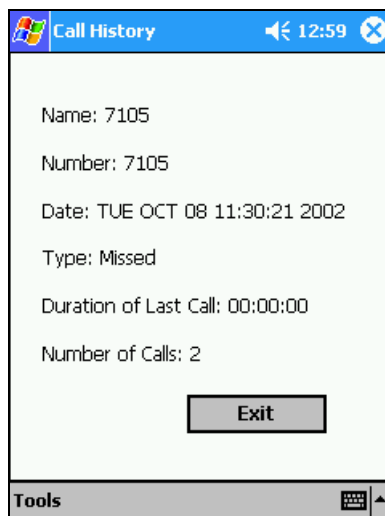 Call History 12:59
Name: 7105
Number: 7105
Date: TUE OCT 08 11:30:21 2002
Type: Missed
Duration of Last Call: 00:00:00
Number of Calls: 2
Exit
Tools